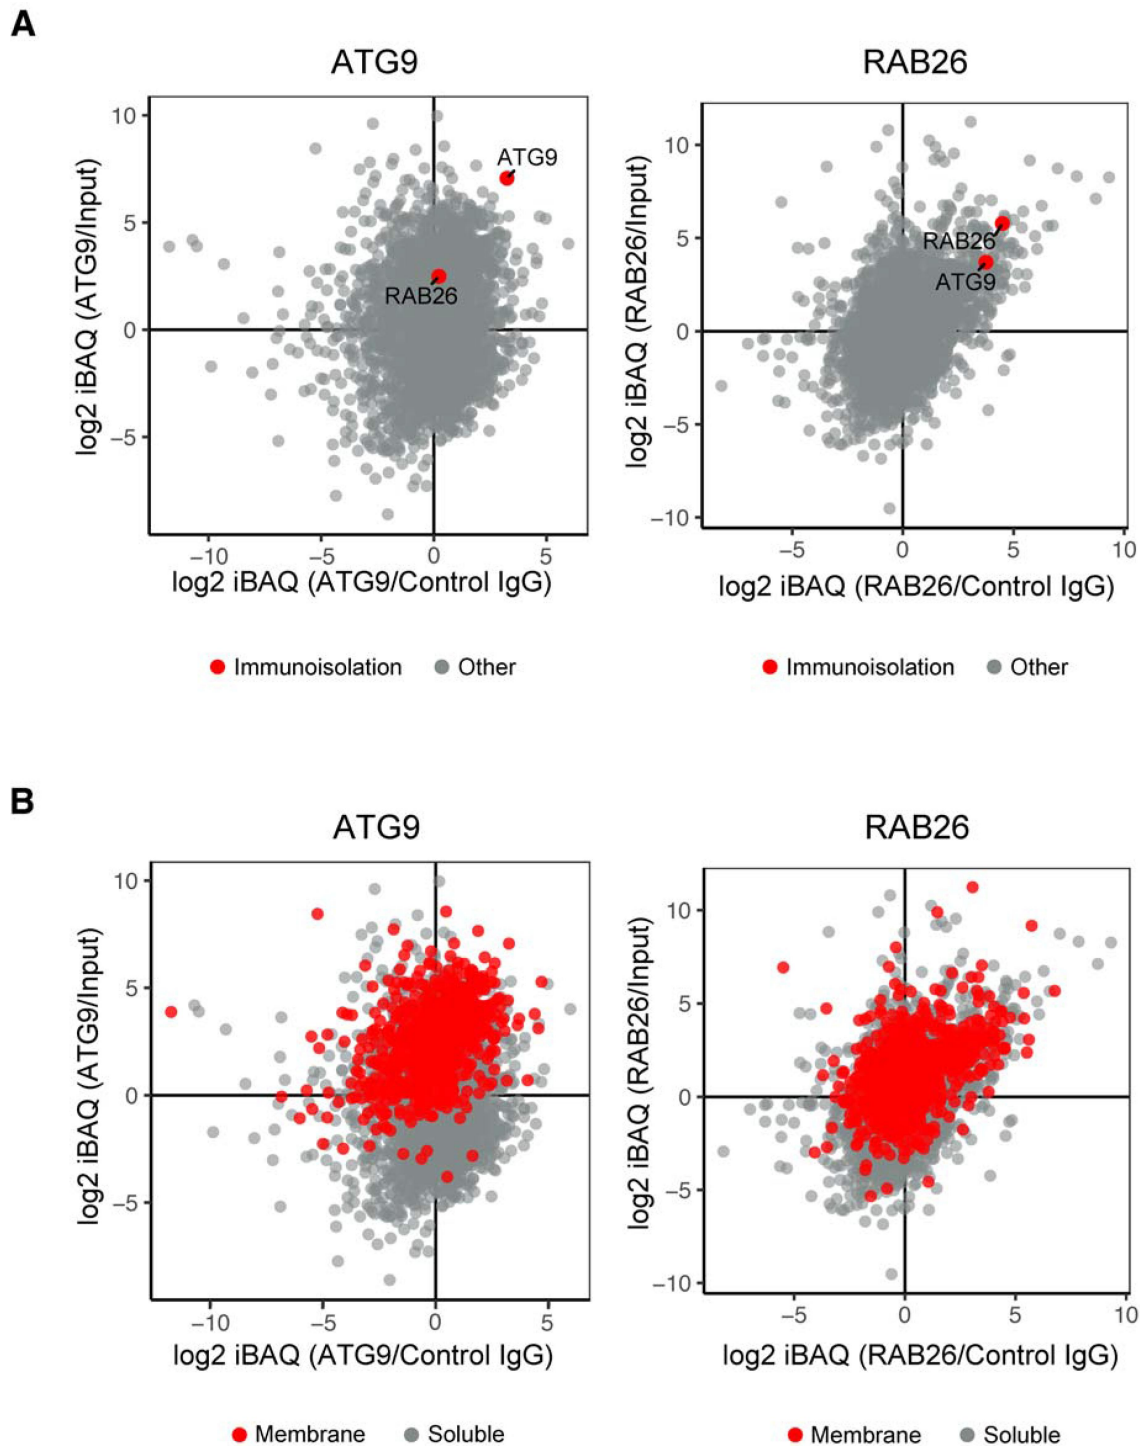 A
ATG9
RAB26
log2 iBAQ (ATG9/Input)
10
5
0
−5
ATG9
RAB26
−10
−5
0
5
log2 iBAQ (ATG9/Control IgG)
Immunoisolation
Other
log2 iBAQ (RAB26/Input)
10
5
0
−5
−10
RAB26
ATG9
−5
0
5
10
log2 iBAQ (RAB26/Control IgG)
Immunoisolation
Other
B
ATG9
RAB26
log2 iBAQ (ATG9/Input)
10
5
0
−5
−10
−5
0
5
log2 iBAQ (ATG9/Control IgG)
Membrane
Soluble
log2 iBAQ (RAB26/Input)
10
5
0
−5
−10
−5
0
5
10
log2 iBAQ (RAB26/Control IgG)
Membrane
Soluble